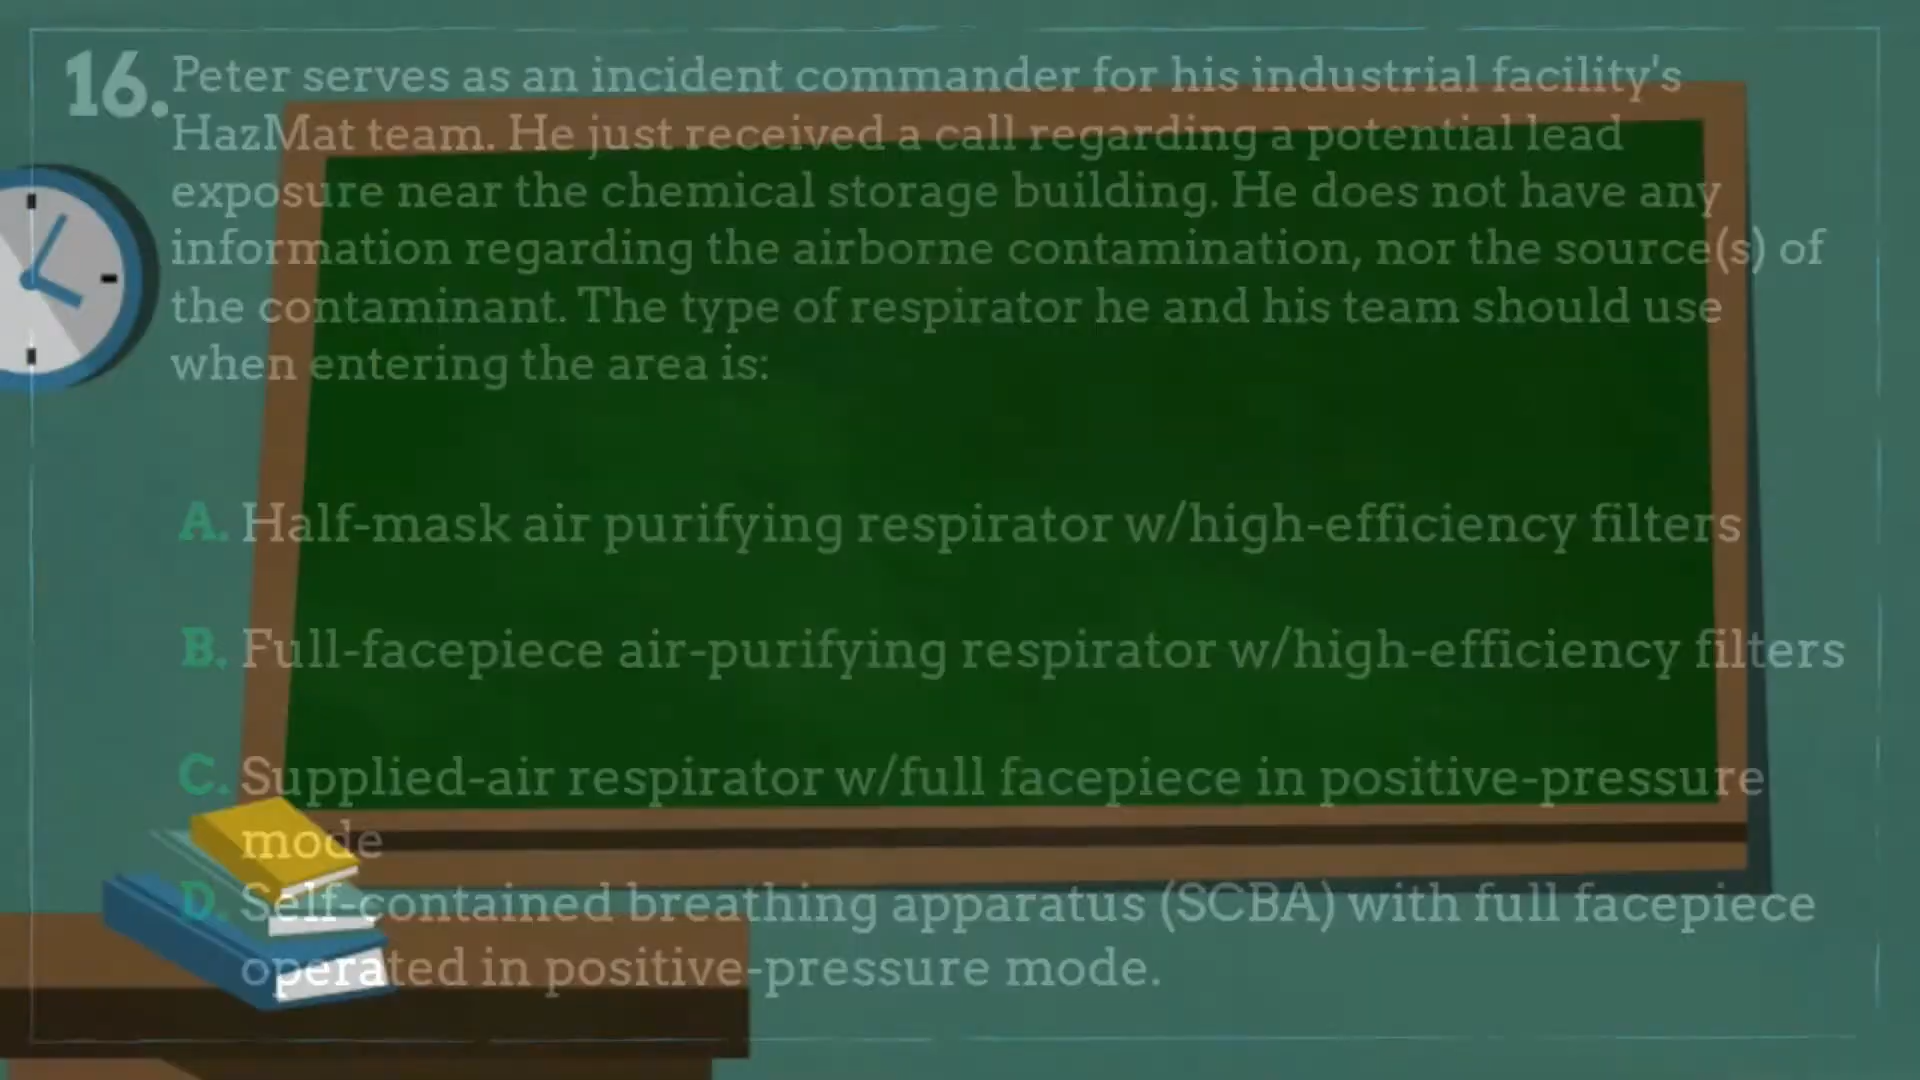 16. Peter serves as an incident commander for his industrial facility's
HazMat team. He just received a call regarding a potential lead
exposure near the chemical storage building. He does not have any
information regarding the airborne contamination, nor the source(s) of
the contaminant. The type of respirator he and his team should use
when entering the area is:
A. Half-mask air purifying respirator w/high-efficiency filters
B. Full-facepiece air-purifying respirator w/high-efficiency filters
C. Supplied-air respirator w/full facepiece in positive-pressure
mode
D. Self-contained breathing apparatus (SCBA) with full facepiece
operated in positive-pressure mode.